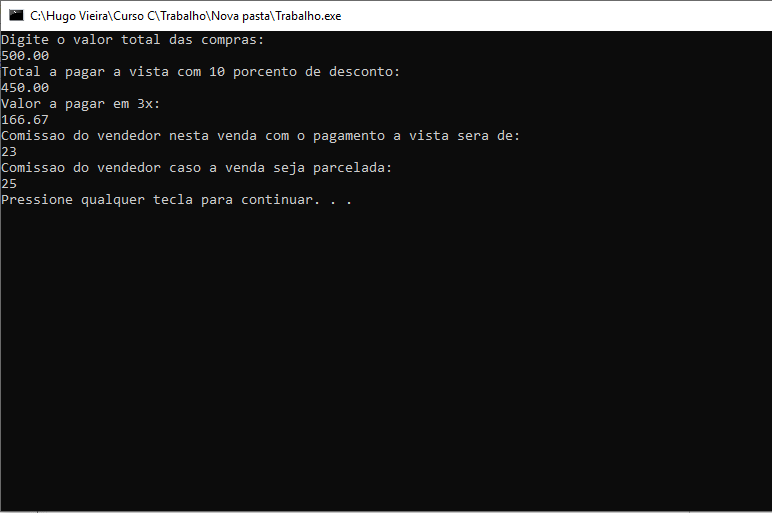 C:\Hugo Vieira\Curso C\Trabalho\Nova pasta\Trabalho.exe
Digite o valor total das compras:
500.00
Total a pagar a vista com 10 porcento de desconto:
450.00
Valor a pagar em 3x:
166.67
Comissao do vendedor nesta venda com o pagamento a vista sera de:
23
Comissao do vendedor caso a venda seja parcelada:
25
Pressione qualquer tecla para continuar. . .